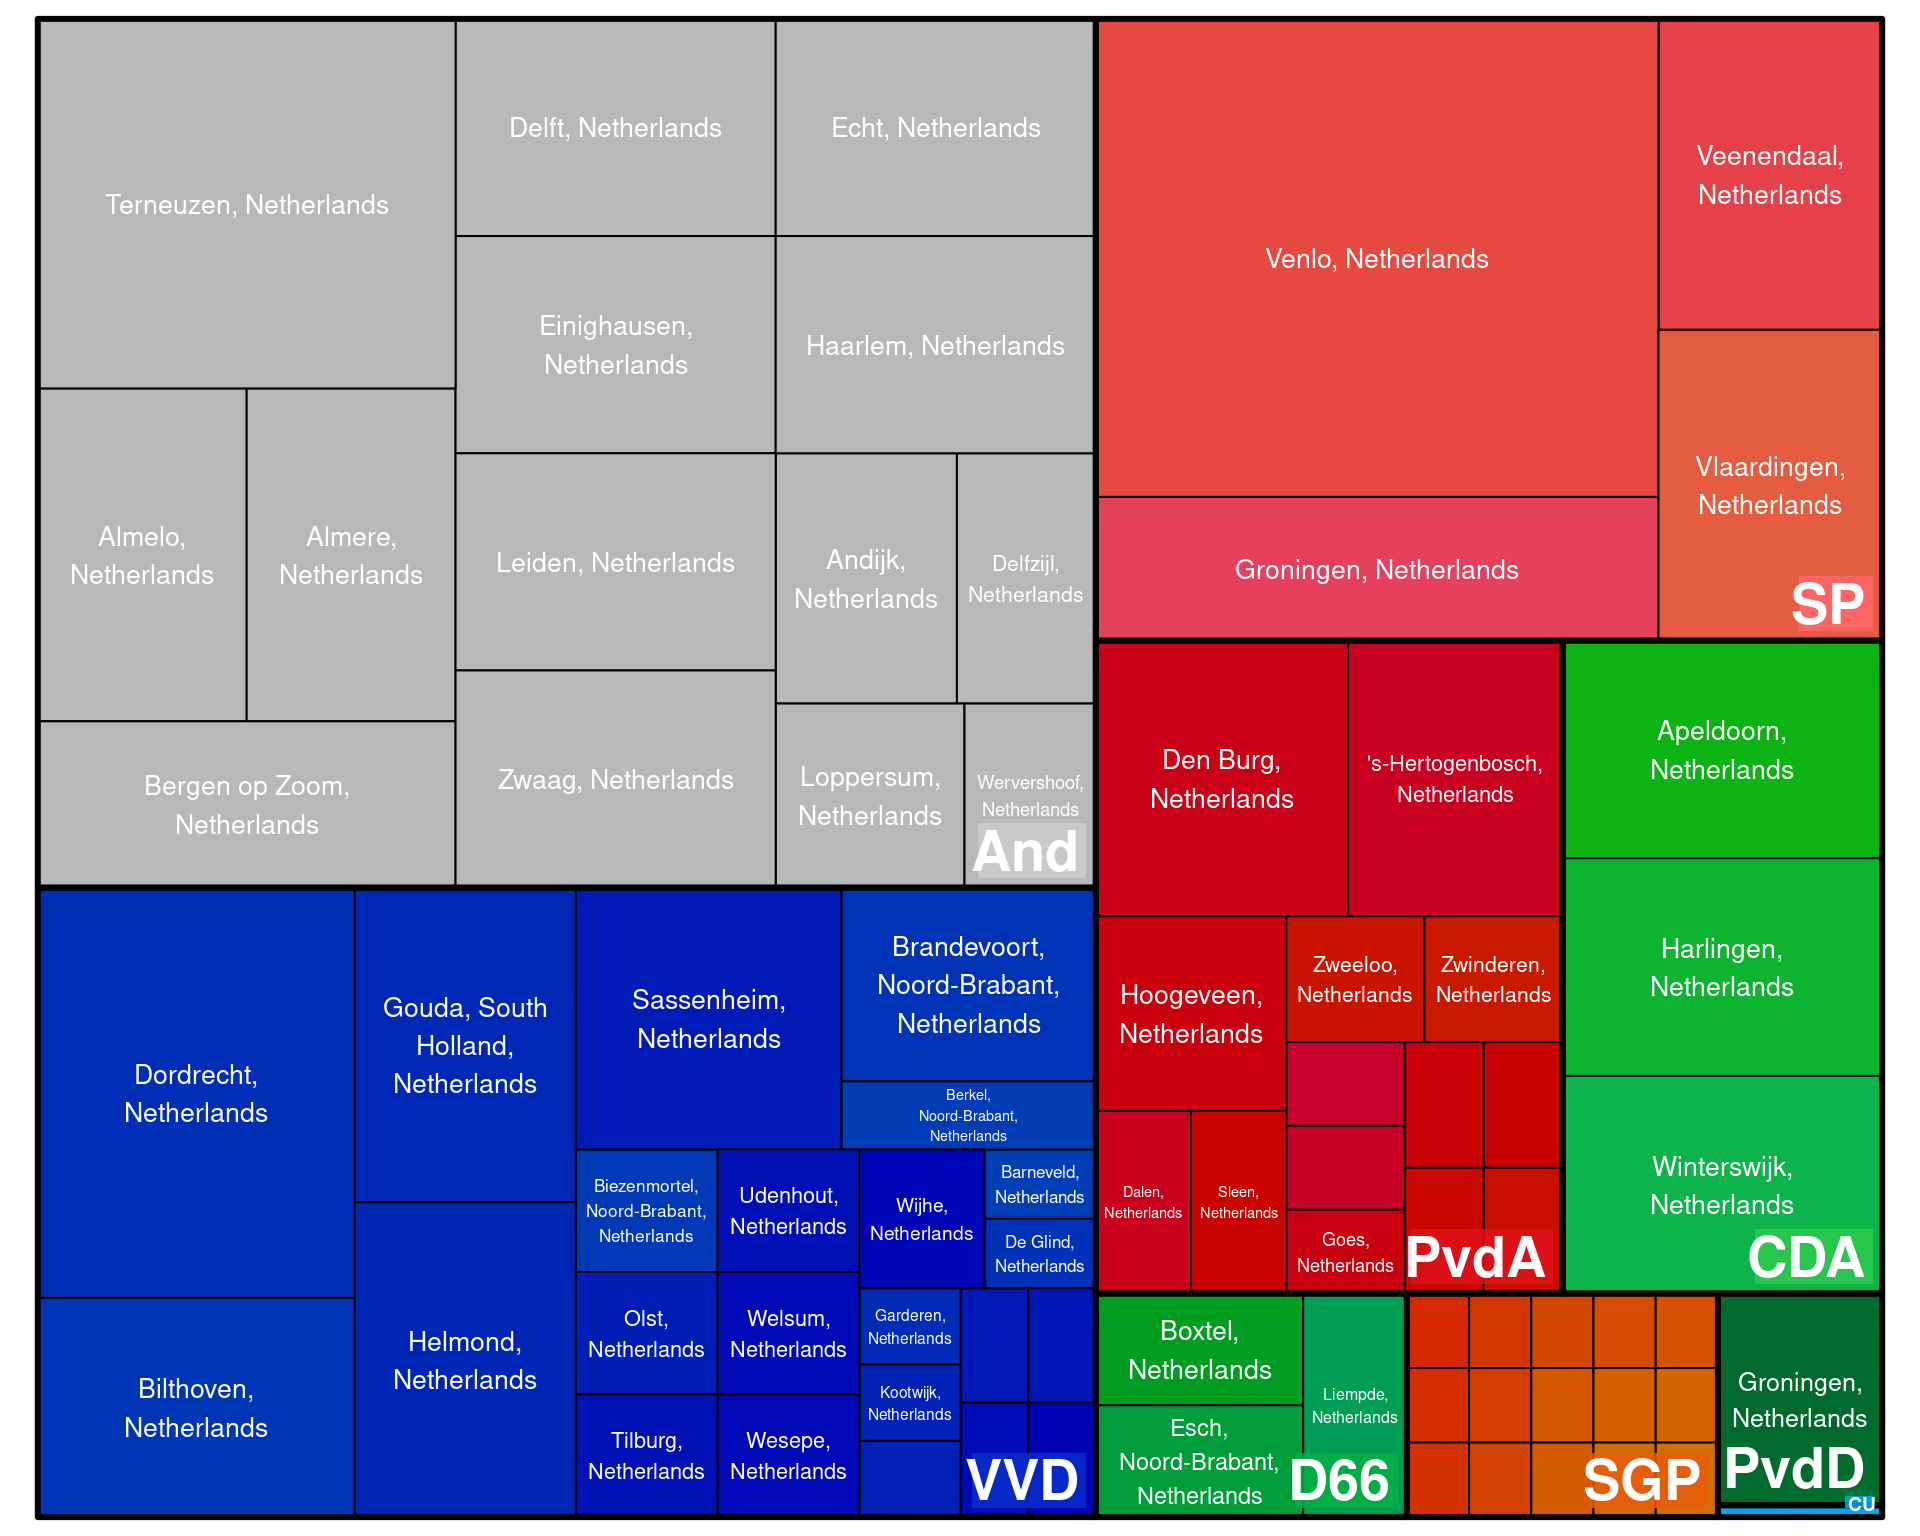 Terneuzen, Netherlands
Delft, Netherlands
Echt, Netherlands
Einighausen,
Netherlands
Haarlem, Netherlands
Almelo,
Netherlands
Almere,
Netherlands
Leiden, Netherlands
Andijk,
Netherlands
Delfzijl,
Netherlands
Bergen op Zoom,
Netherlands
Zwaag, Netherlands
Loppersum,
Netherlands
Wervershoof,
Netherlands
And
Venlo, Netherlands
Veenendaal,
Netherlands
Groningen, Netherlands
Vlaardingen,
Netherlands
SP
Dordrecht,
Netherlands
Bilthoven,
Netherlands
Gouda, South
Holland,
Netherlands
Helmond,
Netherlands
Sassenheim,
Netherlands
Brandevoort,
Noord-Brabant,
Netherlands
Berkel,
Noord-Brabant,
Netherlands
Biezenmortel,
Noord-Brabant,
Netherlands
Udenhout,
Netherlands
Wijhe,
Netherlands
Barneveld,
Netherlands
De Glind,
Netherlands
Olst,
Netherlands
Welsum,
Netherlands
Garderen,
Netherlands
Kootwijk,
Netherlands
Tilburg,
Netherlands
Wesepe,
Netherlands
VVD
Den Burg,
Netherlands
's-Hertogenbosch,
Netherlands
Hoogeveen,
Netherlands
Zweeloo,
Netherlands
Zwinderen,
Netherlands
Dalen,
Netherlands
Sleen,
Netherlands
Goes,
Netherlands
PvdA
Apeldoorn,
Netherlands
Harlingen,
Netherlands
Winterswijk,
Netherlands
CDA
Boxtel,
Netherlands
Esch,
Noord-Brabant,
Netherlands
Liempde,
Netherlands
D66
SGP
Groningen,
Netherlands
PvdD
CU